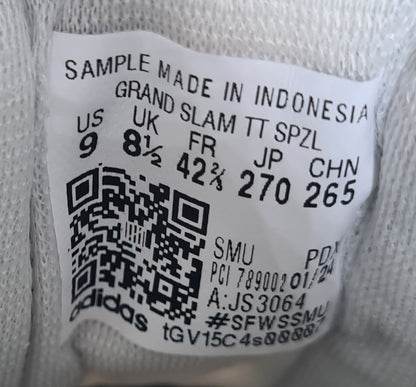 SAMPLE MADE IN INDONESIA
GRAND SLAM TT SPZL
US UK FR JP CHN
9 8½ 42⅔ 270 265
SMU PDX
PCI 789002 01/24
A:JS3064
#SFWSSMU
adidas